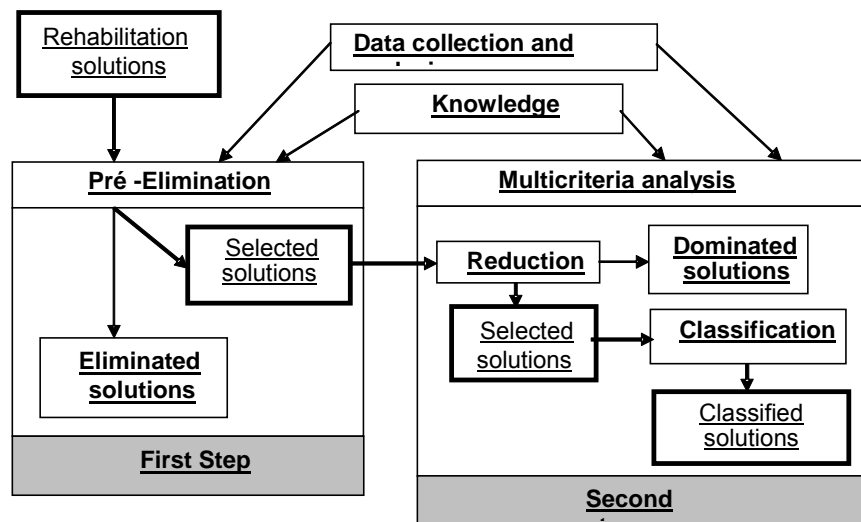 Rehabilitation
solutions
Data collection and
Knowledge
Pré -Elimination
Multicriteria analysis
Selected
solutions
Reduction
Dominated
solutions
Selected
solutions
Classification
Eliminated
solutions
Classified
solutions
First Step
Second